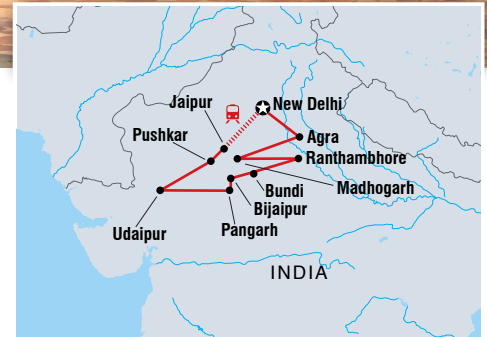 Jaipur
New Delhi
Pushkar
Agra
Ranthambhore
Madhogarh
Bundi
Bijaipur
Udaipur
Pangarh
INDIA